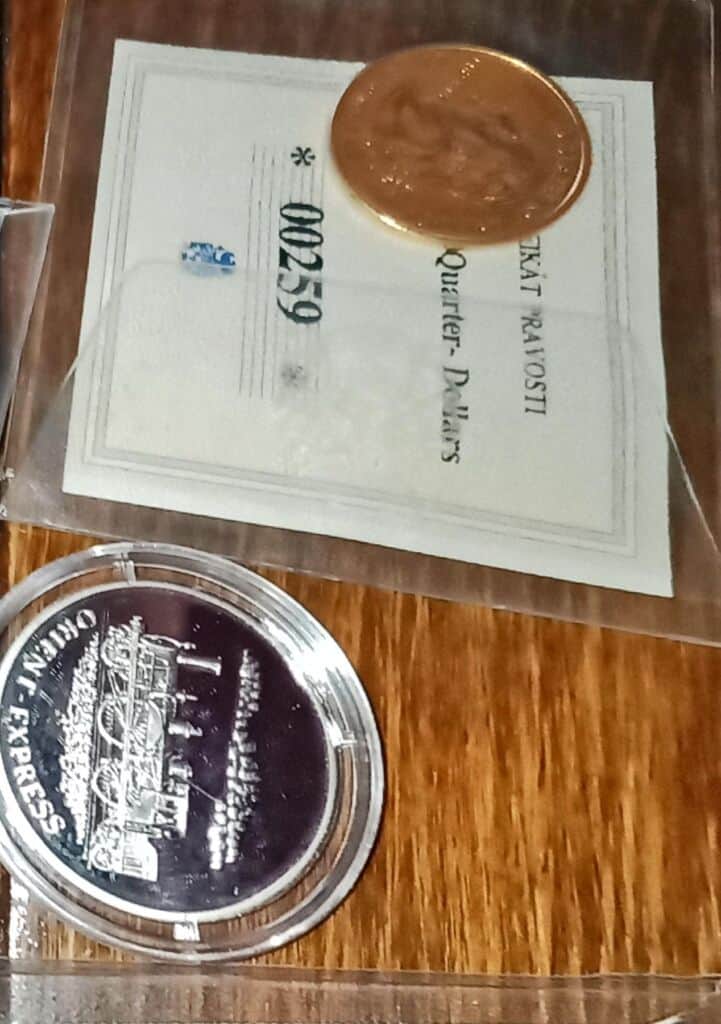 IKÁT PRAVOSTI
Quarter- Dollars
* 00259 *
ORIENT-EXPRESS